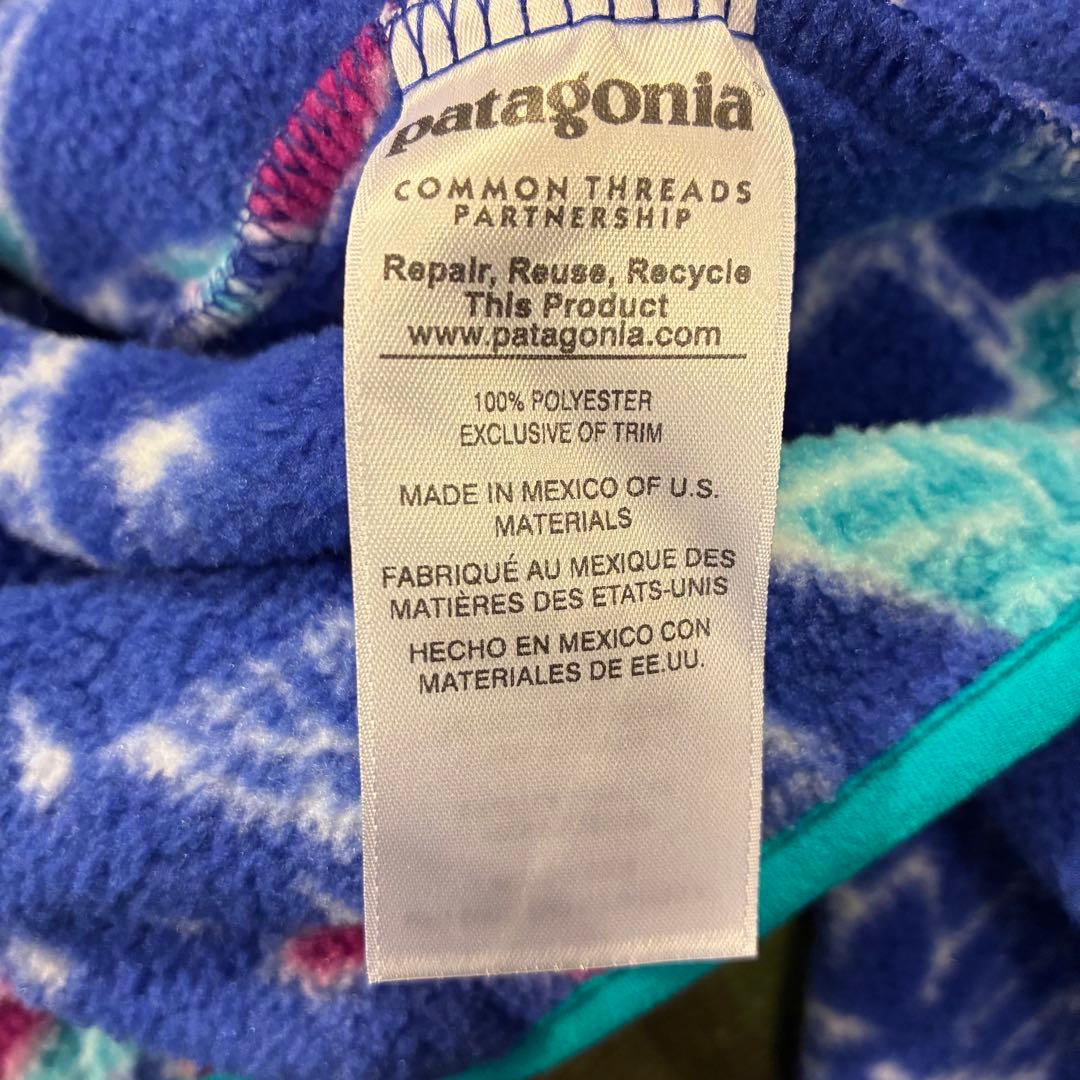 patagonia®
COMMON THREADS
PARTNERSHIP
Repair, Reuse, Recycle
This Product
www.patagonia.com
100% POLYESTER
EXCLUSIVE OF TRIM
MADE IN MEXICO OF U.S.
MATERIALS
FABRIQUÉ AU MEXIQUE DES
MATIÈRES DES ETATS-UNIS
HECHO EN MEXICO CON
MATERIALES DE EE.UU.